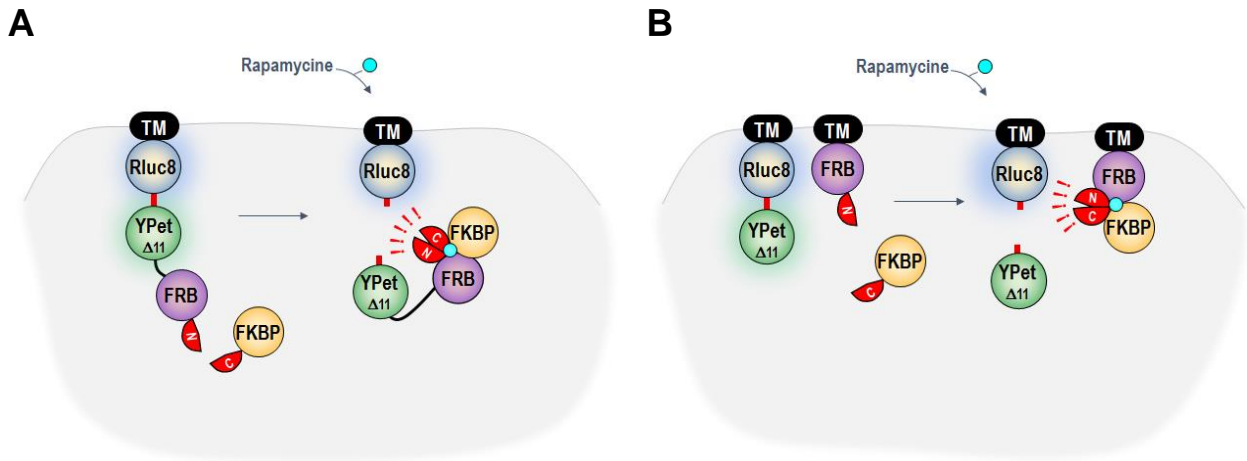 A
Rapamycine
TM
Rluc8
YPet
Δ11
FRB
N
C
FKBP
TM
Rluc8
YPet
Δ11
C
N
FKBP
FRB
B
Rapamycine
TM
TM
Rluc8
FRB
N
YPet
Δ11
C
FKBP
TM
TM
Rluc8
FRB
N
C
FKBP
YPet
Δ11